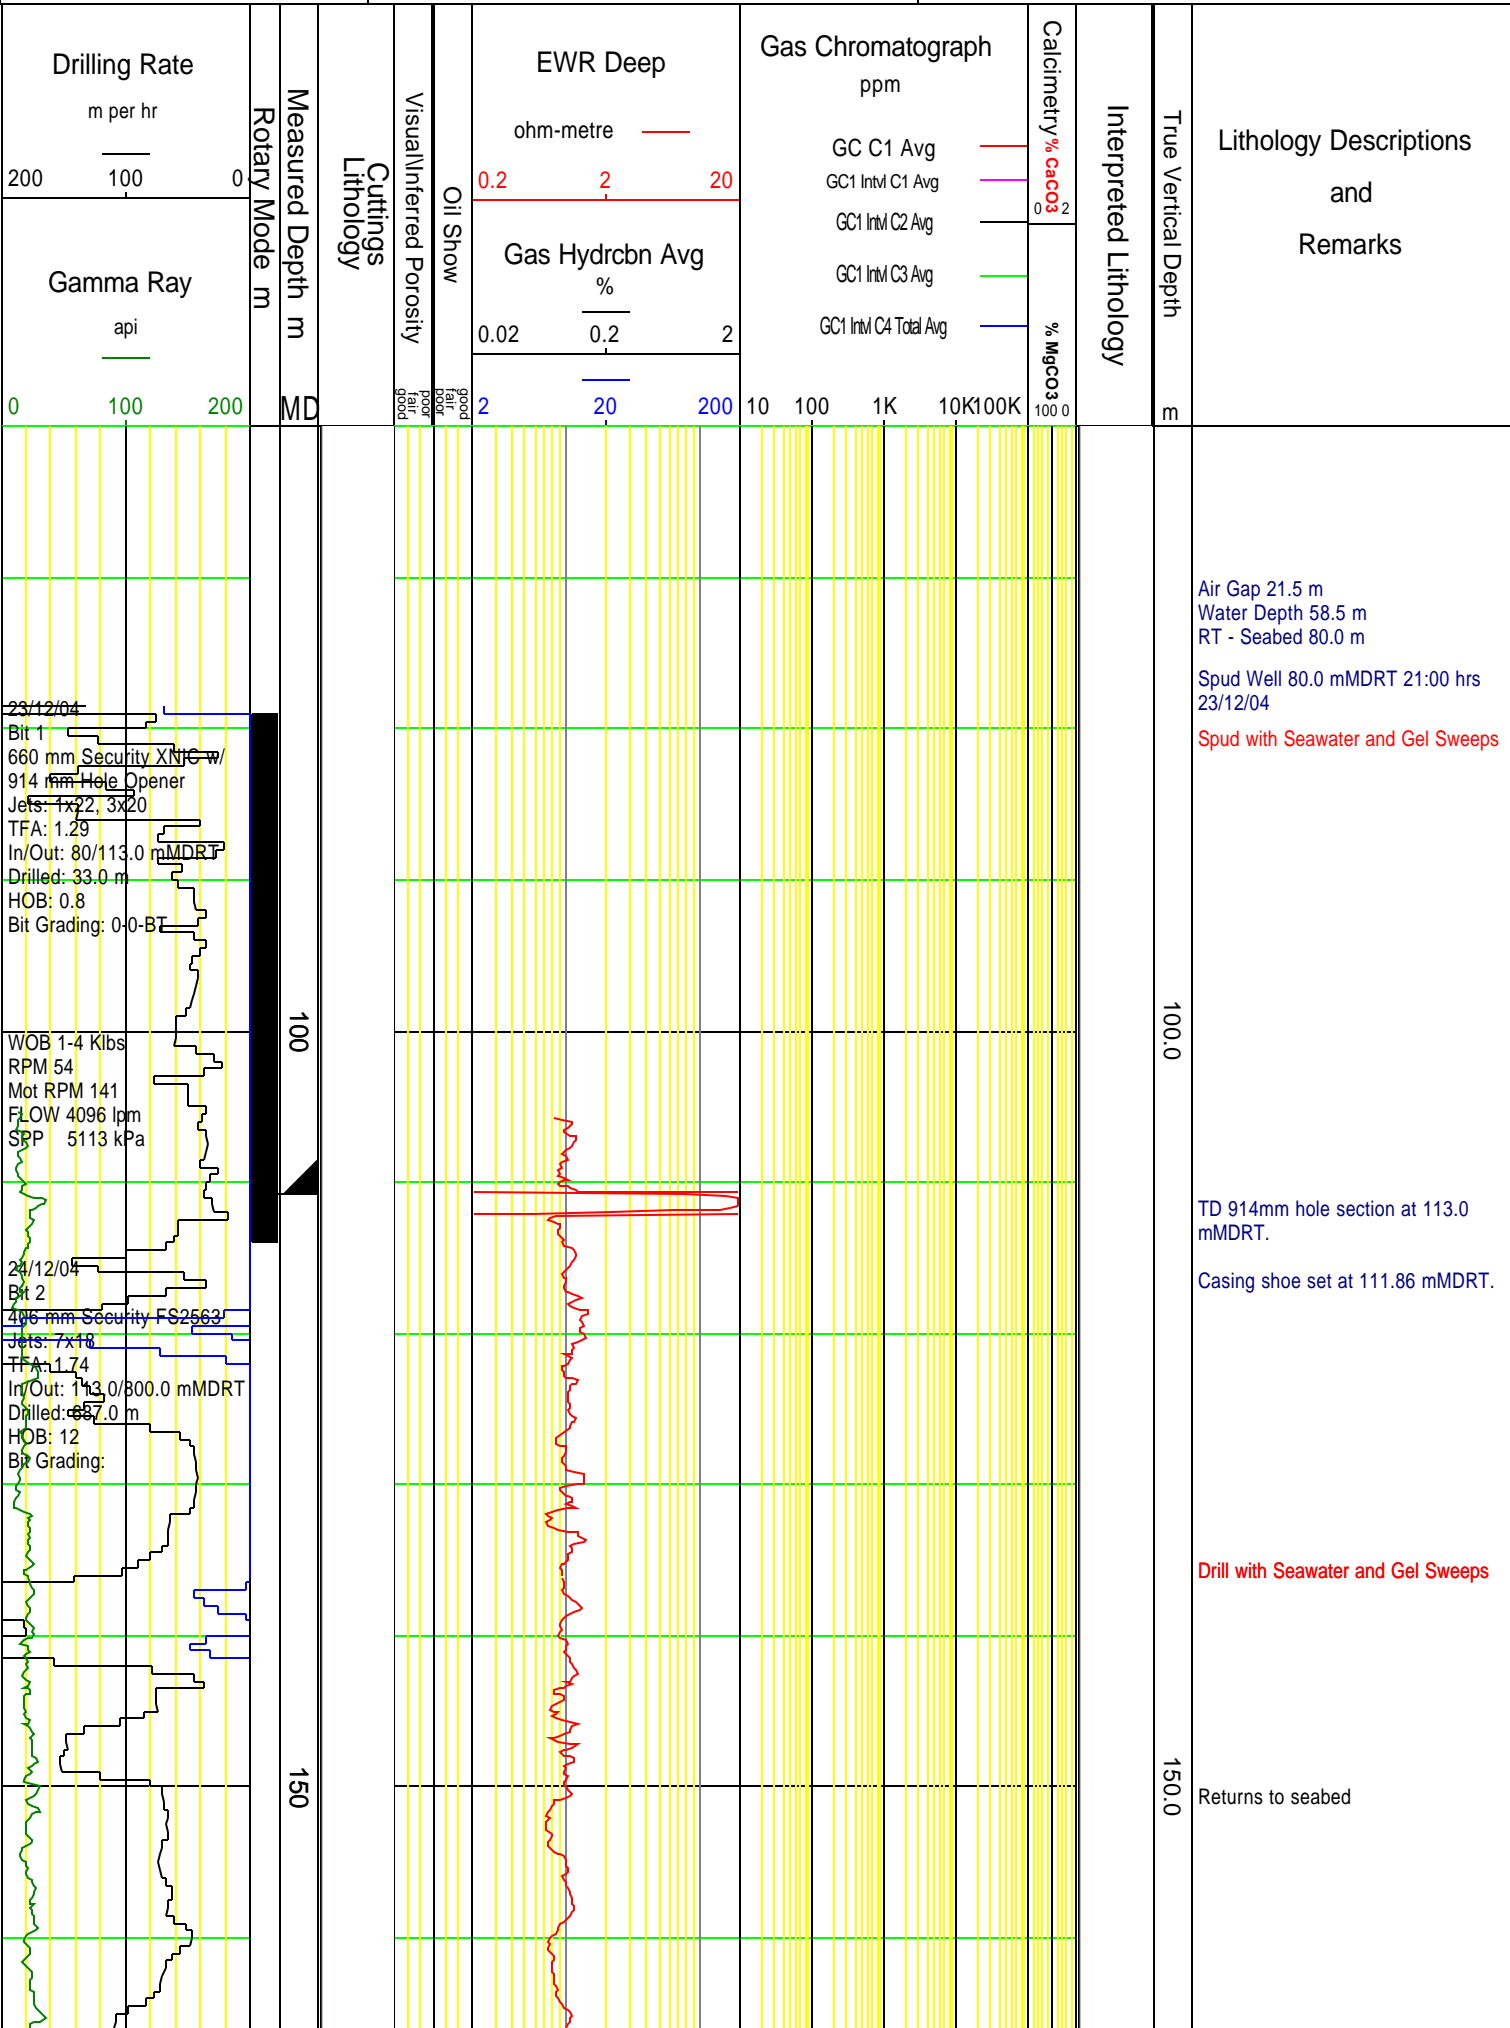 Drilling Rate
m per hr
200 100 0
Gamma Ray
api
0 100 200
Rotary Mode m
Measured Depth m
MD
Cuttings
Lithology
Visual\Inferred Porosity
poor
fair
good
Oil Show
good
fair
poor
EWR Deep
ohm-metre
0.2 2 20
Gas Hydrcbn Avg
%
0.02 0.2 2
2 20 200
Gas Chromatograph
ppm
GC C1 Avg
GC1 Intvl C1 Avg
GC1 Intvl C2 Avg
GC1 Intvl C3 Avg
GC1 Intvl C4 Total Avg
10 100 1K 10K 100K
Calcimetry % CaCO3
0 2
% MgCO3
100 0
Interpreted Lithology
True Vertical Depth
m
Lithology Descriptions
and
Remarks
Air Gap 21.5 m
Water Depth 58.5 m
RT - Seabed 80.0 m
Spud Well 80.0 mMDRT 21:00 hrs
23/12/04
Spud with Seawater and Gel Sweeps
23/12/04
Bit 1
660 mm Security XN1C w/
914 mm Hole Opener
Jets: 1x22, 3x20
TFA: 1.29
In/Out: 80/113.0 mMDRT
Drilled: 33.0 m
HOB: 0.8
Bit Grading: 0-0-BT
100
100.0
WOB 1-4 Klbs
RPM 54
Mot RPM 141
FLOW 4096 lpm
SPP 5113 kPa
TD 914mm hole section at 113.0
mMDRT.
Casing shoe set at 111.86 mMDRT.
24/12/04
Bit 2
406 mm Security FS2563
Jets: 7x18
TFA: 1.74
In/Out: 113.0/800.0 mMDRT
Drilled: 687.0 m
HOB: 12
Bit Grading:
Drill with Seawater and Gel Sweeps
150
150.0
Returns to seabed